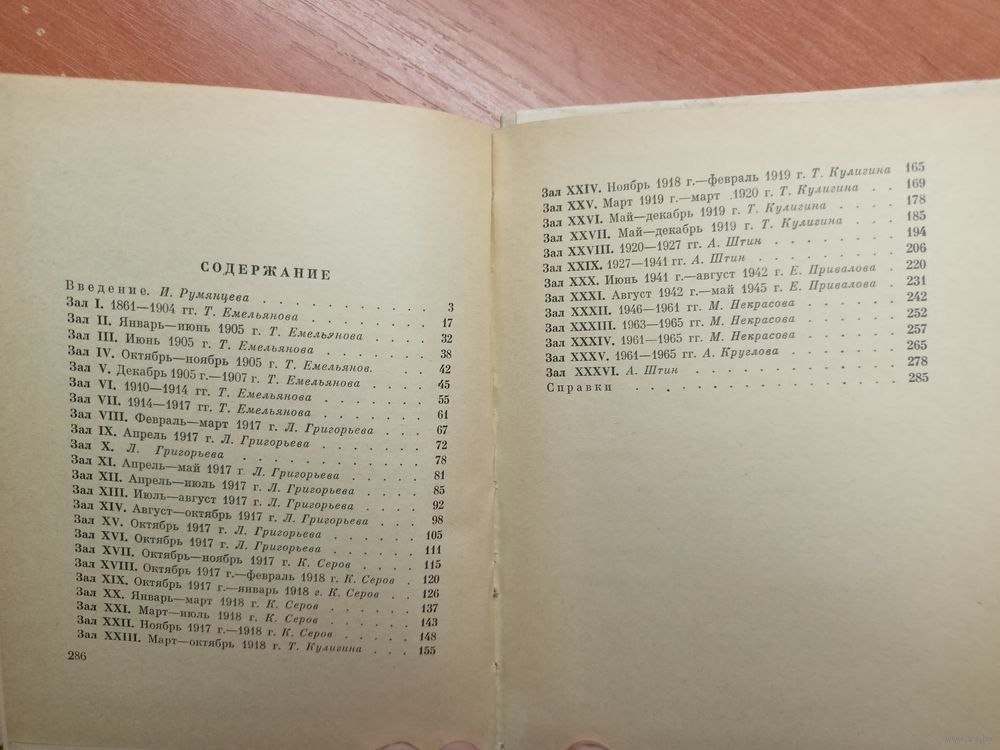 СОДЕРЖАНИЕ
Введение. И. Румянцева . . . . . . . . . 3
Зал I. 1861—1904 гг. Т. Емельянова . . . . . . 17
Зал II. Январь—июнь 1905 г. Т. Емельянова . . . . 32
Зал III. Июнь 1905 г. Т. Емельянова . . . . . . 38
Зал IV. Октябрь—ноябрь 1905 г. Т. Емельянов. . . . 42
Зал V. Декабрь 1905 г.—1907 г. Т. Емельянова . . . . 45
Зал VI. 1910—1914 гг. Т. Емельянова . . . . . . 55
Зал VII. 1914—1917 гг. Т. Емельянова . . . . . . 61
Зал VIII. Февраль—март 1917 г. Л. Григорьева . . . 67
Зал IX. Апрель 1917 г. Л. Григорьева . . . . . . 72
Зал X. Л. Григорьева . . . . . . . . . 78
Зал XI. Апрель—май 1917 г Л. Григорьева . . . . 81
Зал XII. Апрель—июль 1917 г. Л. Григорьева . . . . 85
Зал XIII. Июль—август 1917 г. Л. Григорьева . . . . 92
Зал XIV. Август—октябрь 1917 г. Л. Григорьева . . . 98
Зал XV. Октябрь 1917 г. Л. Григорьева . . . . . 105
Зал XVI. Октябрь 1917 г. Л. Григорьева . . . . . 111
Зал XVII. Октябрь—ноябрь 1917 г. К. Серов . . . . 115
Зал XVIII. Октябрь 1917 г.—февраль 1918 г. К. Серов . 120
Зал XIX. Октябрь 1917 г.—январь 1918 г. К. Серов . . 126
Зал XX. Январь—март 1918 г. К. Серов . . . . . 137
Зал XXI. Март—июль 1918 г. К. Серов . . . . . 143
Зал XXII. Ноябрь 1917 г.—1918 г. К. Серов . . . . 148
Зал XXIII. Март—октябрь 1918 г. Т. Кулигина . . . 155
286
Зал XXIV. Ноябрь 1918 г.—февраль 1919 г. Т. Кулигина 165
Зал XXV. Март 1919 г.—март 1920 г. Т. Кулигина . . 169
Зал XXVI. Май—декабрь 1919 г. Т. Кулигина . . . . 178
Зал XXVII. Май—декабрь 1919 г. Т. Кулигина . . . 185
Зал XXVIII. 1920—1927 гг. А. Штин . . . . . . 194
Зал XXIX. 1927—1941 гг А. Штин . . . . . . . 206
Зал XXX. Июнь 1941 г.—август 1942 г. Е. Привалова . 220
Зал XXXI. Август 1942 г.—май 1945 г. Е. Привалова . 231
Зал XXXII. 1946—1961 гг М. Некрасова . . . . . 242
Зал XXXIII. 1963—1965 гг М. Некрасова . . . . . 252
Зал XXXIV. 1961—1965 гг. М. Некрасова . . . . . 257
Зал XXXV. 1961—1965 гг. А. Круглова . . . . . . 265
Зал XXXVI. А. Штин . . . . . . . . . 278
Справки . . . . . . . . . . . . 285